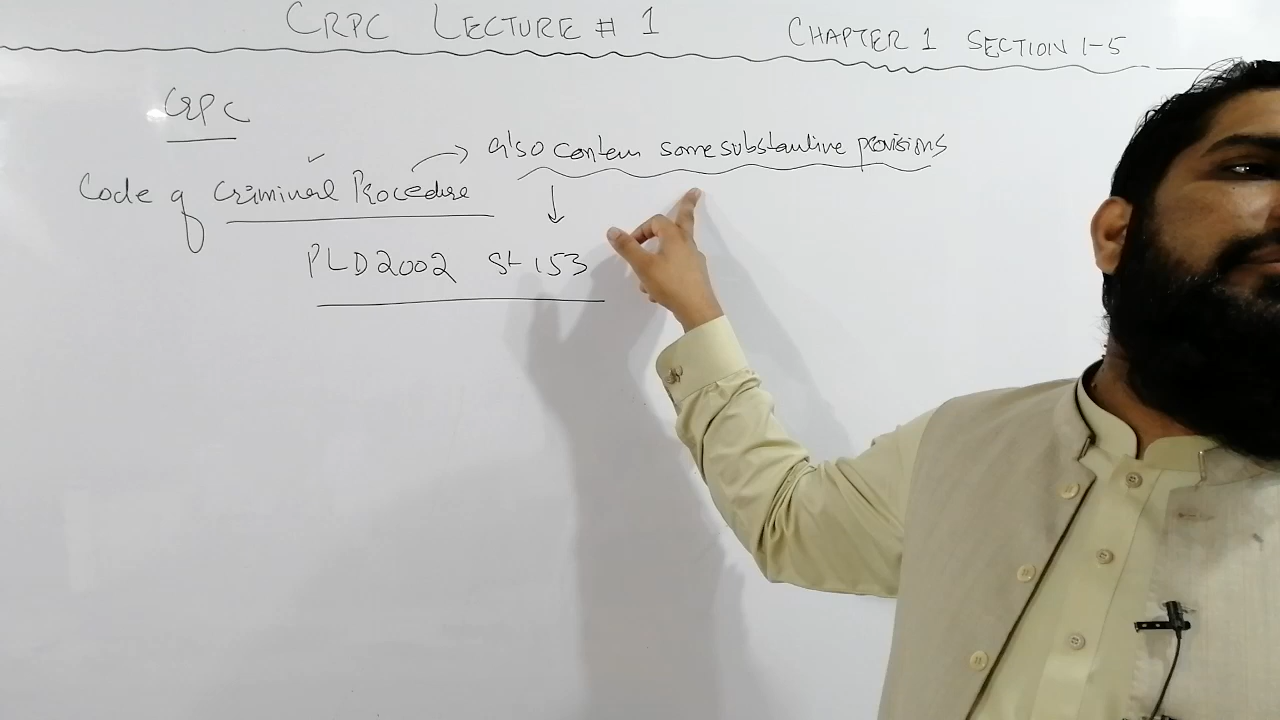 CRPC LECTURE # 1 CHAPTER 1 SECTION 1-5
CRPC
also contain some substantive provisions
Code of Criminal Procedure
PLD 2002 St 153